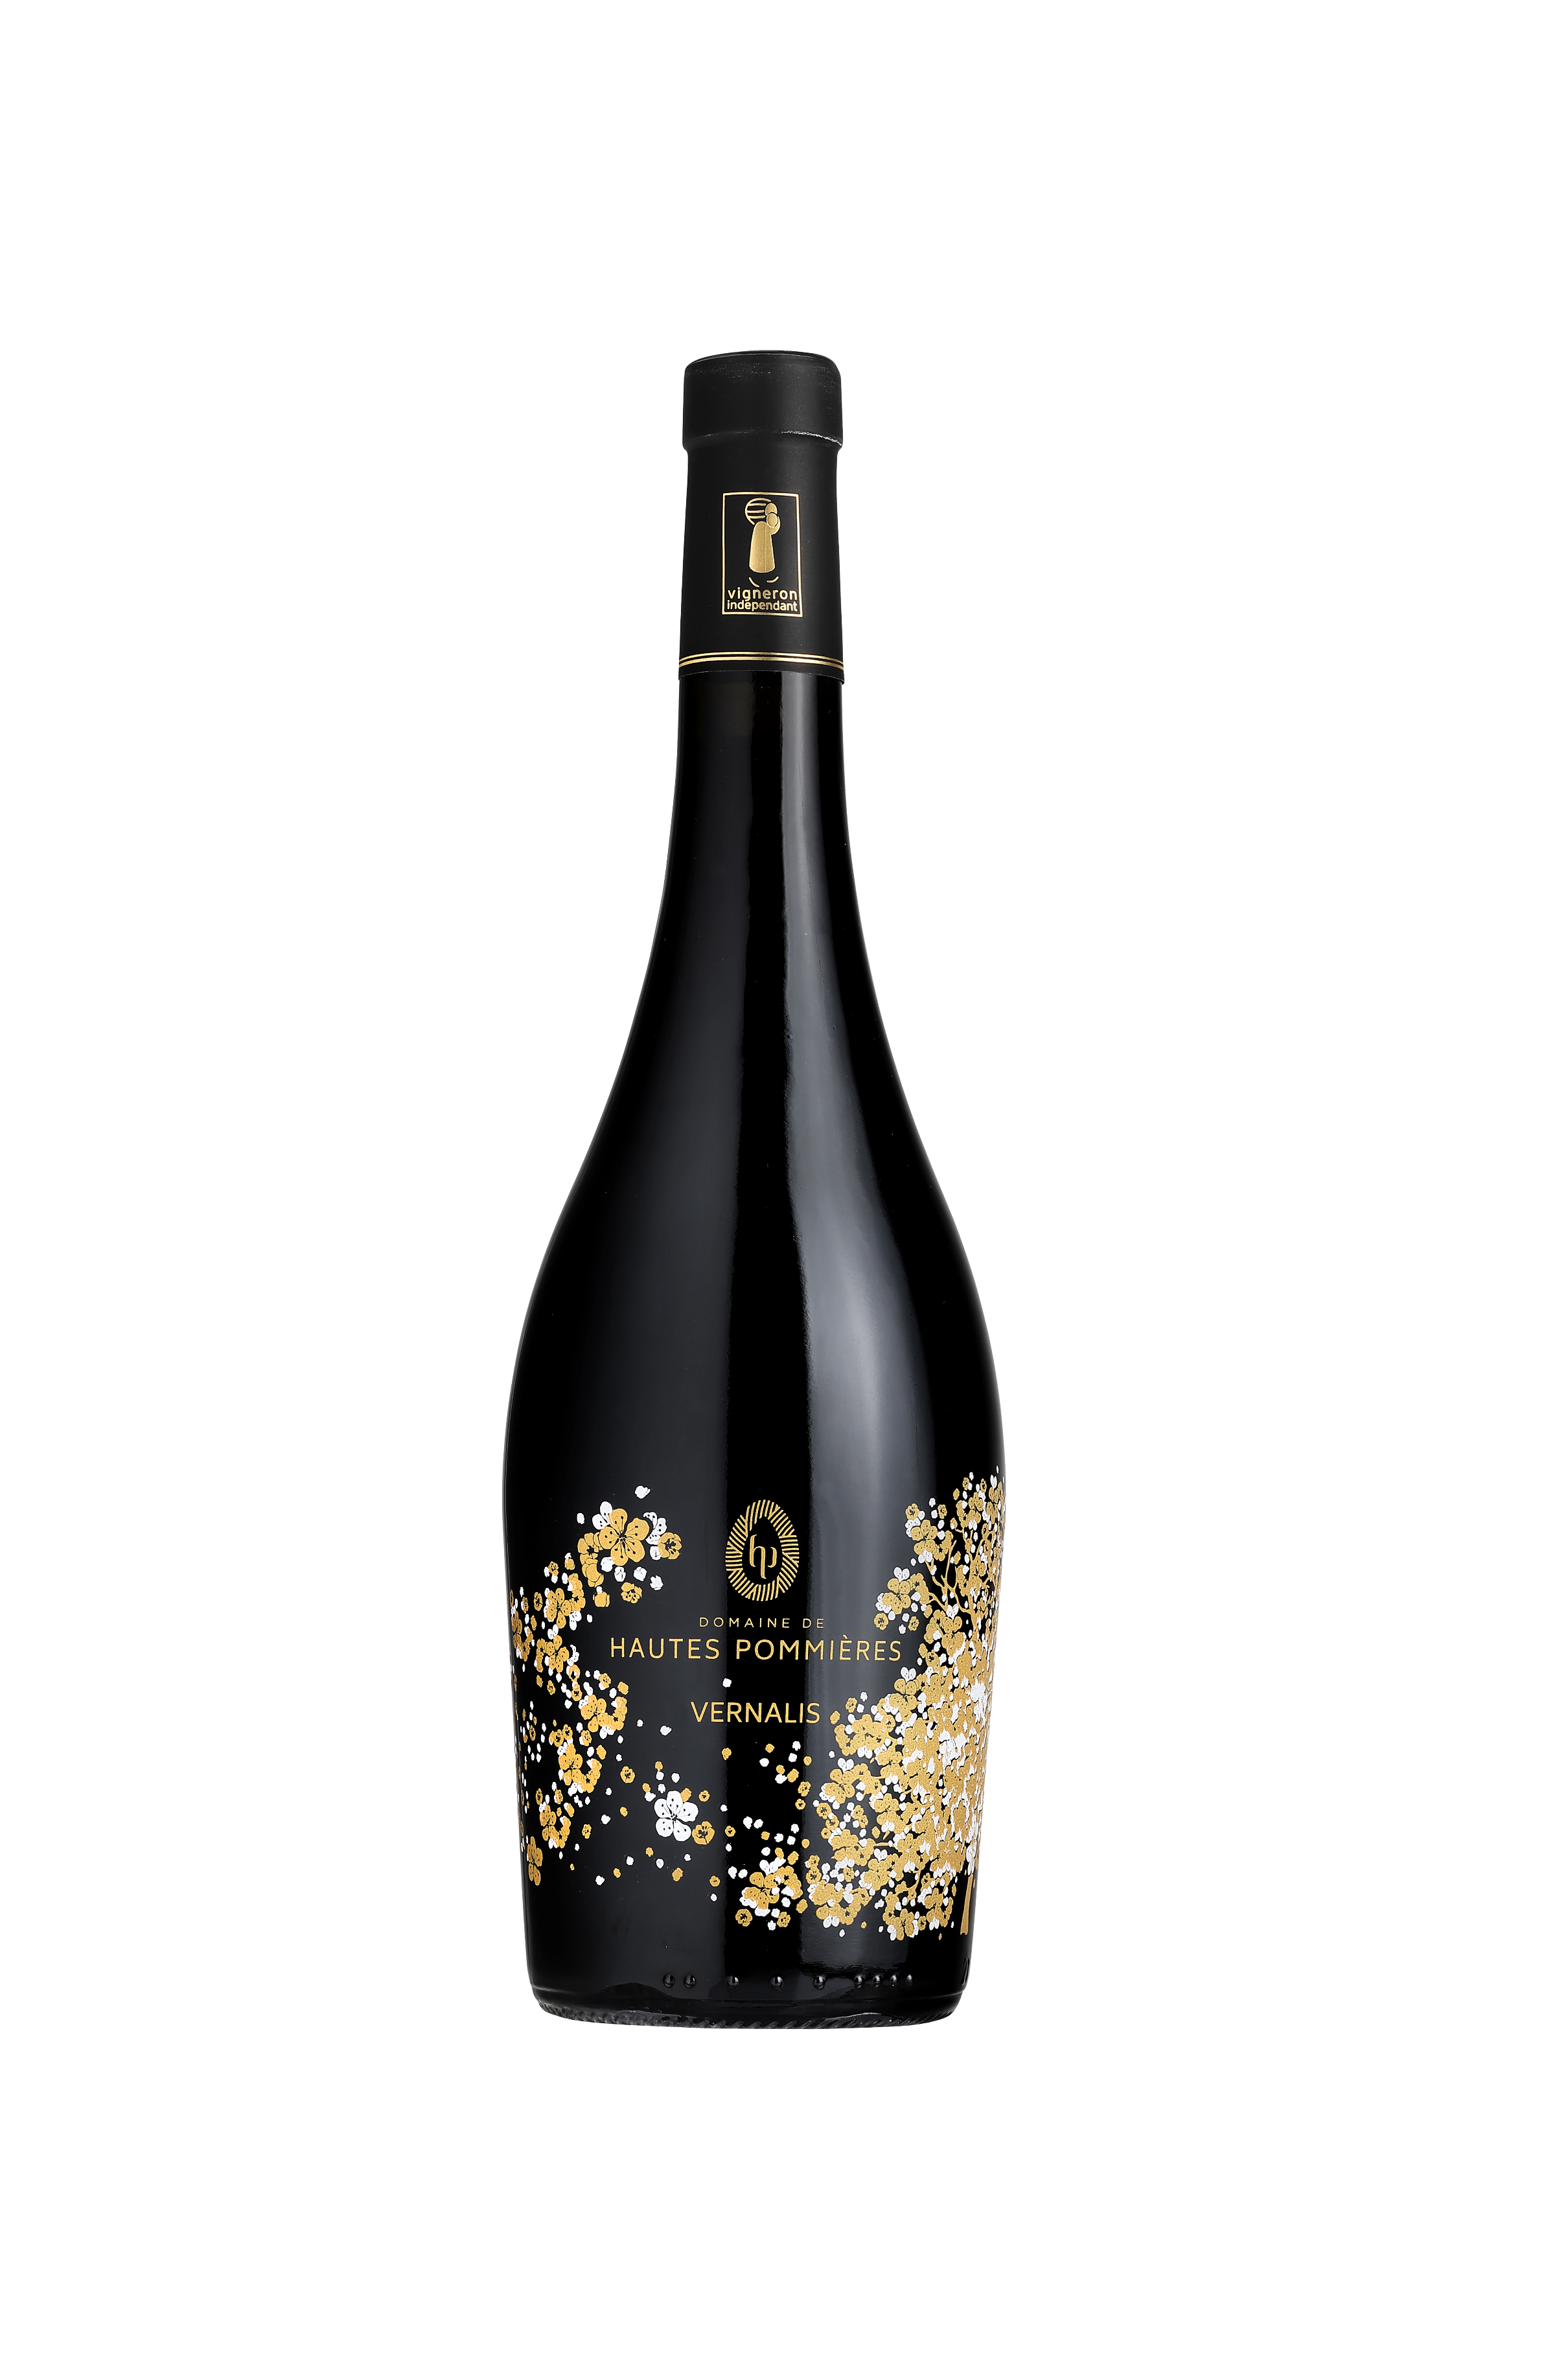 vigneron
indépendant
hp
DOMAINE DE
HAUTES POMMIÈRES
VERNALIS